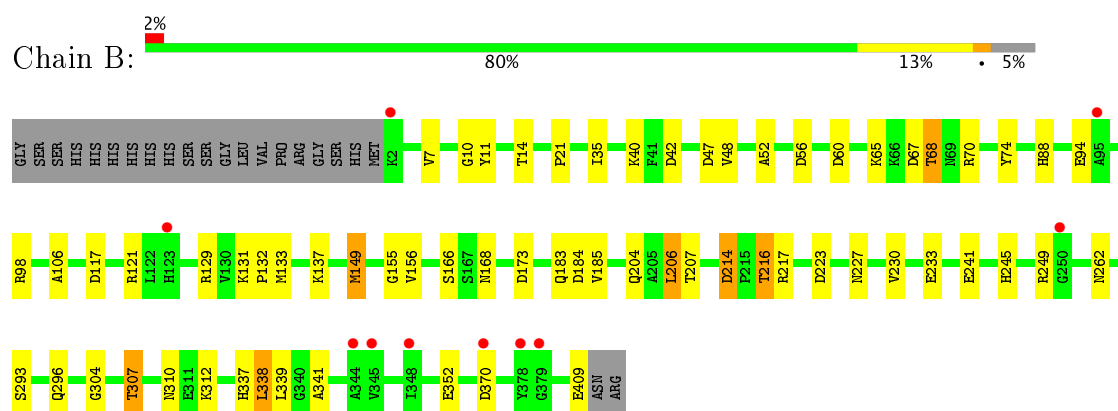 2%
Chain B:
80% 13% • 5%
GLY SER SER HIS HIS HIS HIS HIS HIS SER SER GLY LEU VAL PRO ARG GLY SER HIS MET K2 V7 G10 Y11 T14 P21 I35 K40 F41 D42 D47 V48 A52 D56 D60 K65 K66 D67 T68 N69 R70 Y74 H88 E94 A95
R98 A106 D117 R121 L122 H123 R129 V130 K131 P132 M133 K137 M149 G155 V156 S166 S167 N168 D173 Q183 D184 V185 Q204 A205 L206 T207 D214 P215 T216 R217 D223 N227 V230 E233 E241 H245 R249 G250 N262
S293 Q296 G304 T307 N310 E311 K312 H337 L338 L339 G340 A341 A344 V345 I348 E352 D370 Y378 G379 E409 ASN ARG